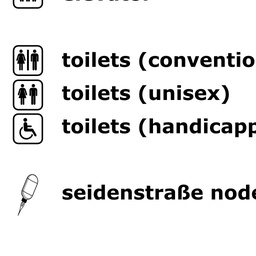 toilets (conventio
toilets (unisex)
toilets (handicapp
seidenstraße node